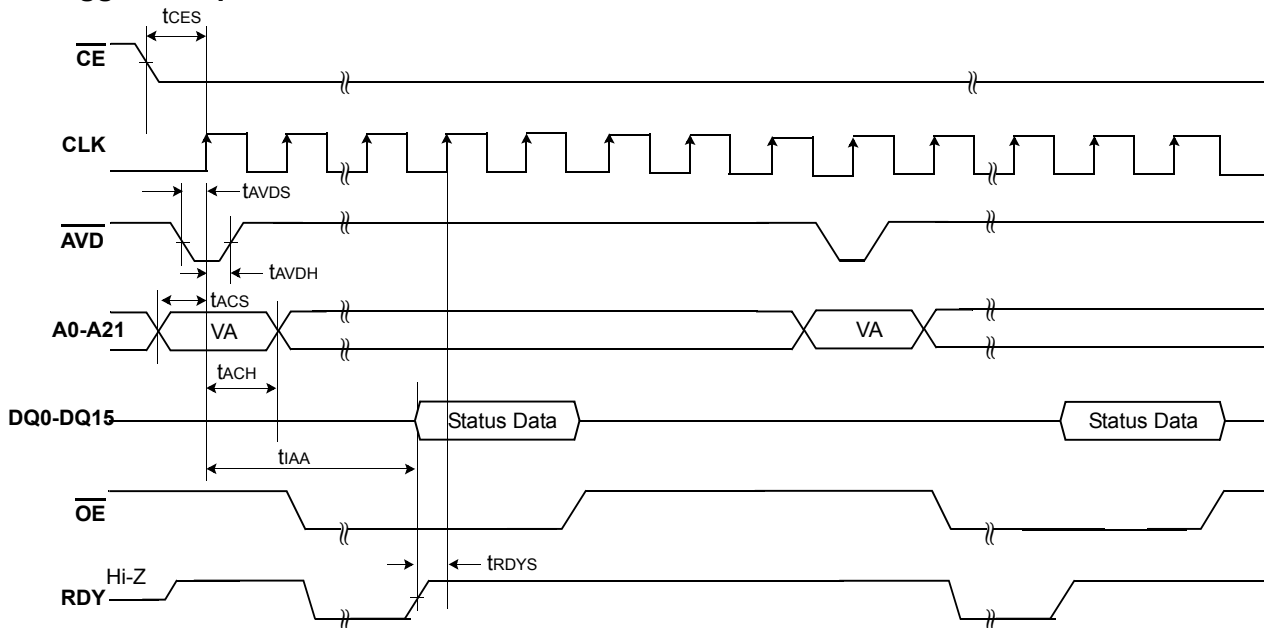 tCES
CE
CLK
tAVDS
AVD
tAVDH
tACS
A0-A21
VA
VA
tACH
DQ0-DQ15
Status Data
Status Data
tIAA
OE
tRDYS
Hi-Z
RDY